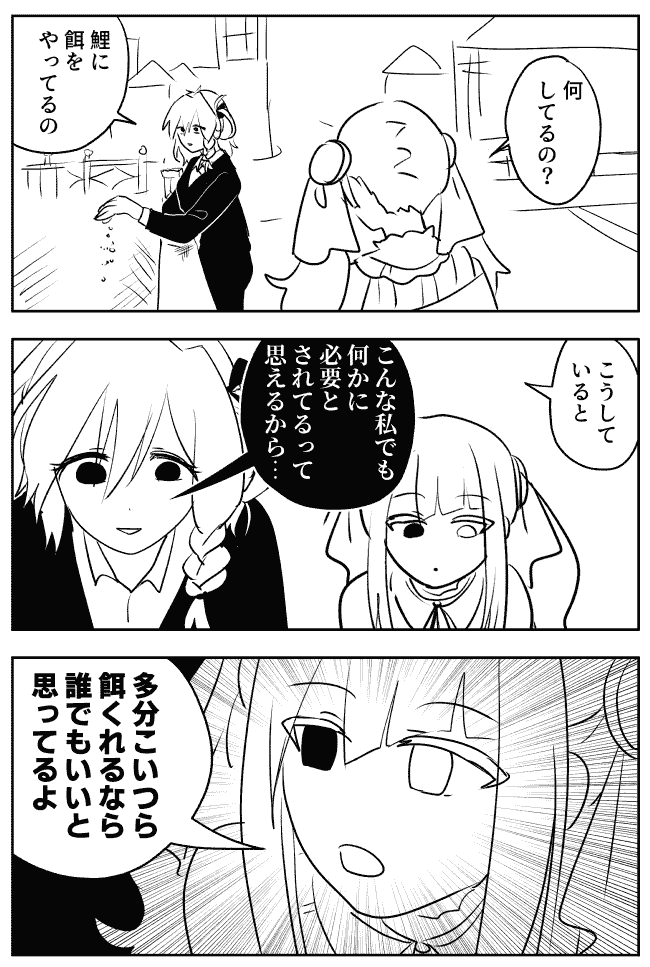 何
してるの？
鯉に
餌を
やってるの
こうして
いると
こんな私でも
何かに
必要と
されてるって
思えるから…
多分こいつら
餌くれるなら
誰でもいいと
思ってるよ